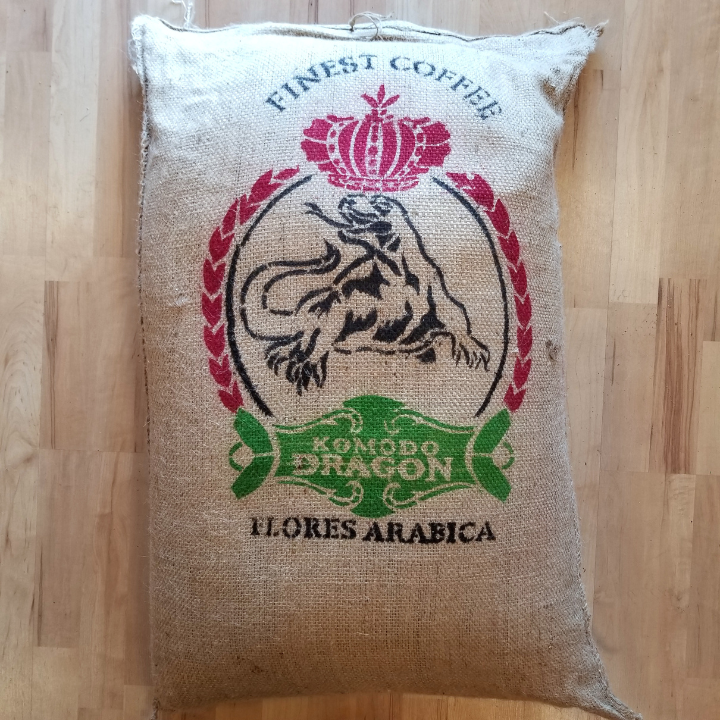 FINEST COFFEE
KOMODO
DRAGON
FLORES ARABICA